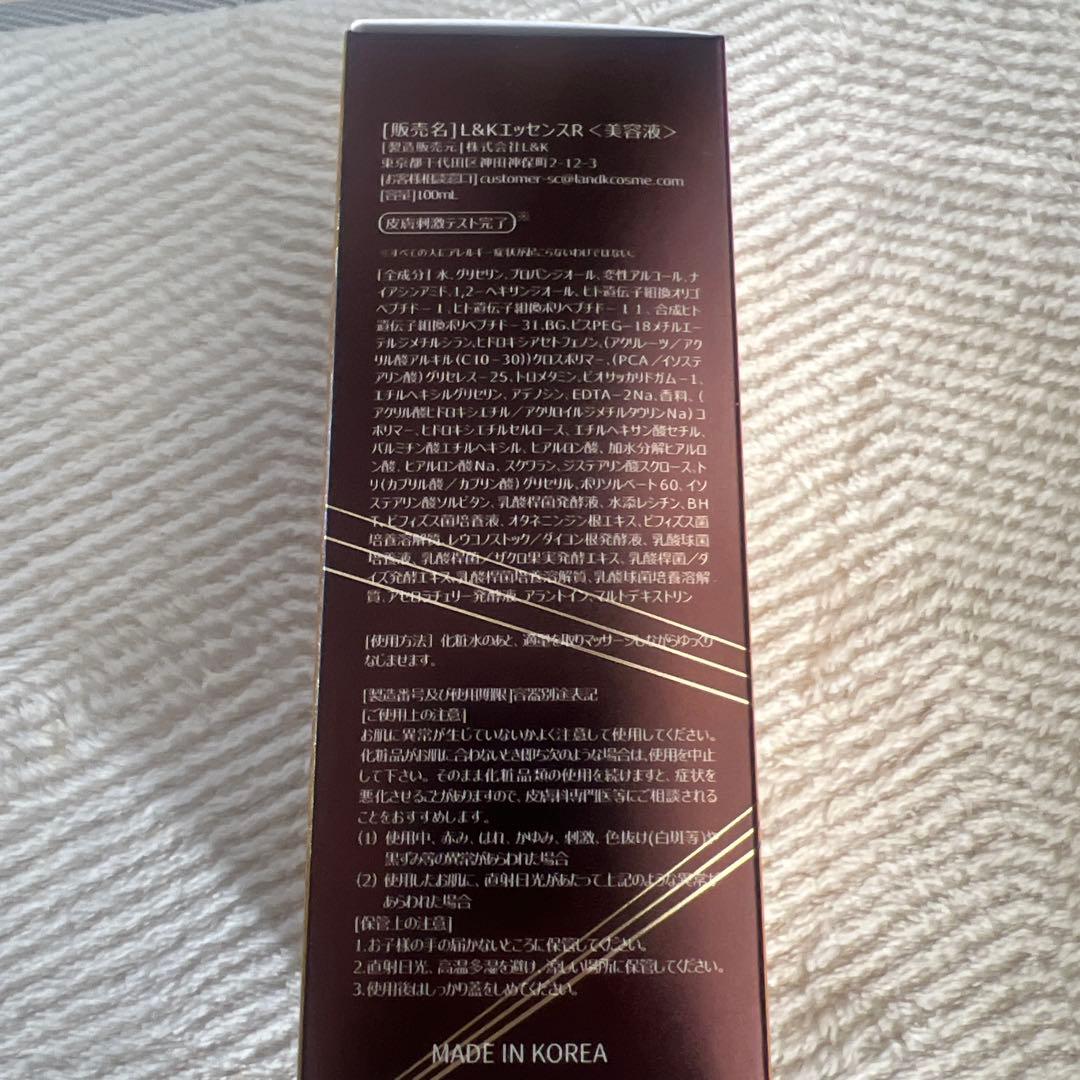 [販売名]L&KエッセンスR＜美容液＞
[製造販売元]株式会社L&K
東京都千代田区神田神保町2-12-3
[お客様相談窓口]customer-sc@landkcosme.com
[容量]100mL
皮膚刺激テスト完了※
※すべての人にアレルギー症状が起こらないわけではない。
[全成分]水、グリセリン、プロパンジオール、変性アルコール、ナ
イアシンアミド、1,2-ヘキサンジオール、ヒト遺伝子組換オリゴ
ペプチド-1、ヒト遺伝子組換ポリペプチド-11、合成ヒト
遺伝子組換ポリペプチド-31、BG、ビスPEG-18メチルエー
テルジメチルシラン、ヒドロキシアセトフェノン、(アクリレーツ／アク
リル酸アルキル(C10-30))クロスポリマー、(PCA／イソステ
アリン酸)グリセレス-25、トロメタミン、ビオサッカリドガム-1、
エチルヘキシルグリセリン、アデノシン、EDTA-2Na、香料、(
アクリル酸ヒドロキシエチル／アクリロイルジメチルタウリンNa)コ
ポリマー、ヒドロキシエチルセルロース、エチルヘキサン酸セチル、
パルミチン酸エチルヘキシル、ヒアルロン酸、加水分解ヒアルロ
ン酸、ヒアルロン酸Na、スクワラン、ジステアリン酸スクロース、ト
リ(カプリル酸／カプリン酸)グリセリル、ポリソルベート60、イソ
ステアリン酸ソルビタン、乳酸桿菌発酵液、水添レシチン、BH
T、ビフィズス菌培養液、オタネニンジン根エキス、ビフィズス菌
培養溶解質、レウコノストック／ダイコン根発酵液、乳酸球菌
培養液、乳酸桿菌／ザクロ果実発酵エキス、乳酸桿菌／ダ
イズ発酵エキス、乳酸桿菌培養溶解質、乳酸球菌培養溶解
質、アセロラチェリー発酵液、アラントイン、マルトデキストリン
[使用方法]化粧水のあと、適量を取りマッサージしながらゆっくり
なじませます。
[製造番号及び使用期限]容器別途表記
[ご使用上の注意]
お肌に異常が生じていないかよく注意して使用してください。
化粧品がお肌に合わないとき即ち次のような場合は、使用を中止
して下さい。そのまま化粧品類の使用を続けますと、症状を
悪化させることがありますので、皮膚科専門医等にご相談される
ことをおすすめします。
(1) 使用中、赤み、はれ、かゆみ、刺激、色抜け(白斑等)や
黒ずみ等の異常があらわれた場合
(2) 使用したお肌に、直射日光があたって上記のような異常が
あらわれた場合
[保管上の注意]
1.お子様の手の届かないところに保管してください。
2.直射日光、高温多湿を避け、涼しい場所に保管してください。
3.使用後はしっかり蓋をしめてください。
MADE IN KOREA